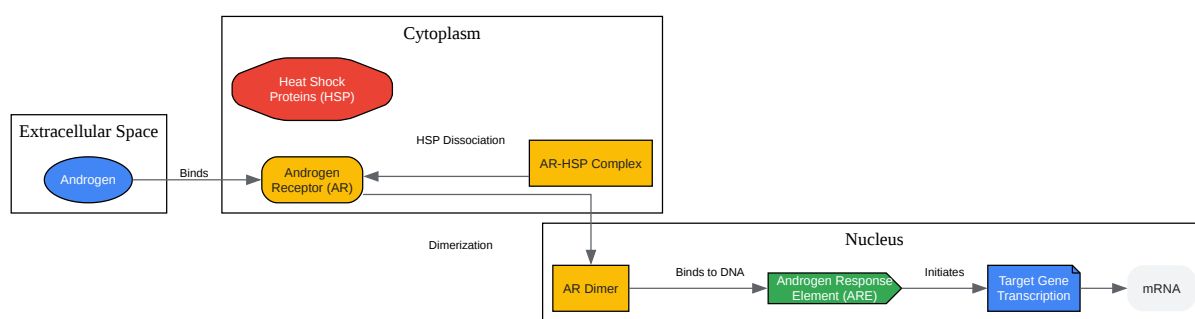 Cytoplasm
Heat Shock
Proteins (HSP)
Extracellular Space
HSP Dissociation
AR-HSP Complex
Androgen
Binds
Androgen
Receptor (AR)
Dimerization
Nucleus
AR Dimer
Binds to DNA
Androgen Response
Element (ARE)
Initiates
Target Gene
Transcription
mRNA